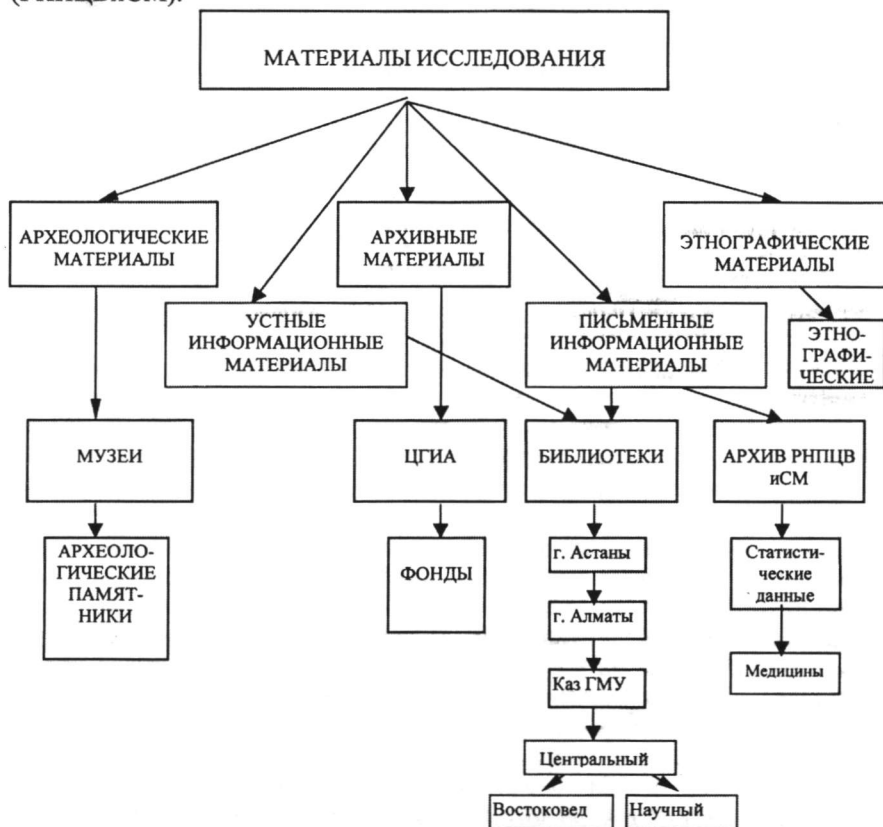 МАТЕРИАЛЫ ИССЛЕДОВАНИЯ
АРХЕОЛОГИЧЕСКИЕ
МАТЕРИАЛЫ
АРХИВНЫЕ
МАТЕРИАЛЫ
ЭТНОГРАФИЧЕСКИЕ
МАТЕРИАЛЫ
УСТНЫЕ
ИНФОРМАЦИОННЫЕ
МАТЕРИАЛЫ
ПИСЬМЕННЫЕ
ИНФОРМАЦИОННЫЕ
МАТЕРИАЛЫ
ЭТНО-
ГРАФИ-
ЧЕСКИЕ
МУЗЕИ
ЦГИА
БИБЛИОТЕКИ
АРХИВ РНПЦВ
иСМ
АРХЕОЛО-
ГИЧЕСКИЕ
ПАМЯТ-
НИКИ
ФОНДЫ
г. Астаны
г. Алматы
Каз ГМУ
Центральный
Востоковед
Научный
Статисти-
ческие
данные
Медицины